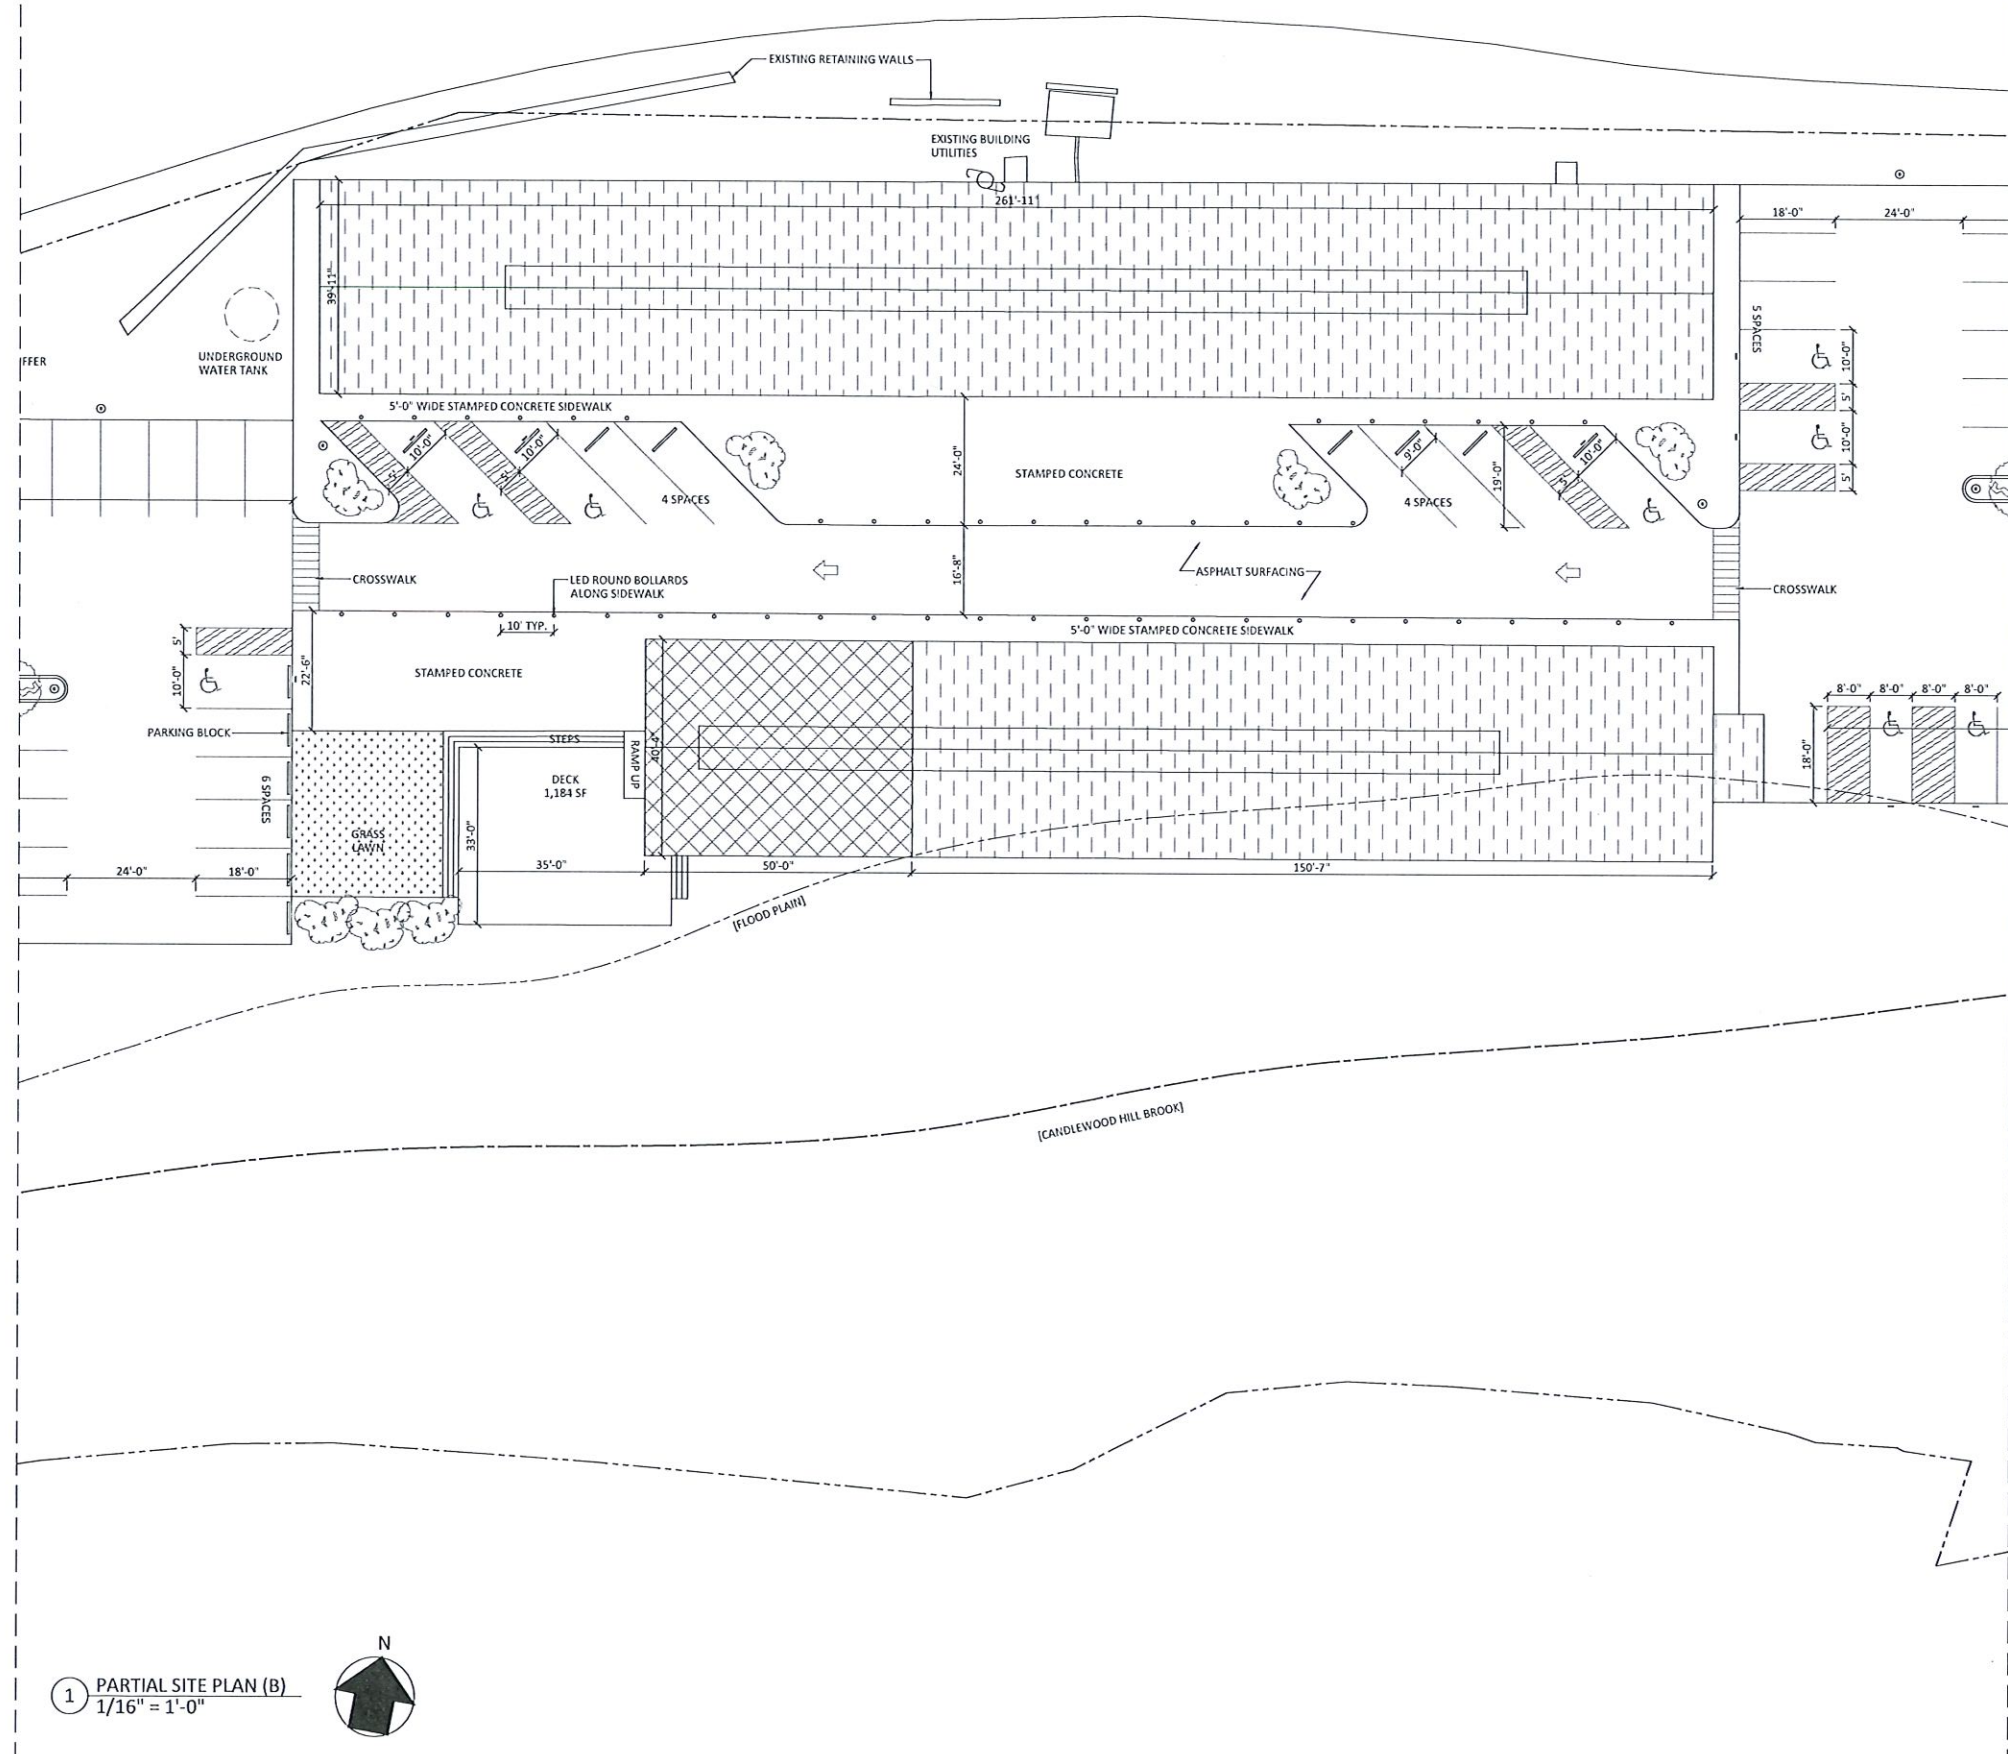 EXISTING RETAINING WALLS
EXISTING BUILDING
UTILITIES
261'-11"
18'-0"
24'-0"
39'-11"
5 SPACES
UNDERGROUND
WATER TANK
FFER
10'-0"
5'
10'-0"
5'
5'-0" WIDE STAMPED CONCRETE SIDEWALK
10'-0"
5'
10'-0"
5'
4 SPACES
24'-0"
STAMPED CONCRETE
9'-0"
4 SPACES
19'-0"
10'-0"
5'
CROSSWALK
LED ROUND BOLLARDS
ALONG SIDEWALK
16'-8"
ASPHALT SURFACING
CROSSWALK
10' TYP.
5'-0" WIDE STAMPED CONCRETE SIDEWALK
5'
10'-0"
22'-6"
STAMPED CONCRETE
8'-0"
8'-0"
8'-0"
8'-0"
18'-0"
PARKING BLOCK
STEPS
RAMP UP
40'-4"
DECK
1,184 SF
6 SPACES
GRASS
LAWN
33'-0"
24'-0"
18'-0"
35'-0"
50'-0"
150'-7"
[FLOOD PLAIN]
[CANDLEWOOD HILL BROOK]
N
1
PARTIAL SITE PLAN (B)
1/16" = 1'-0"